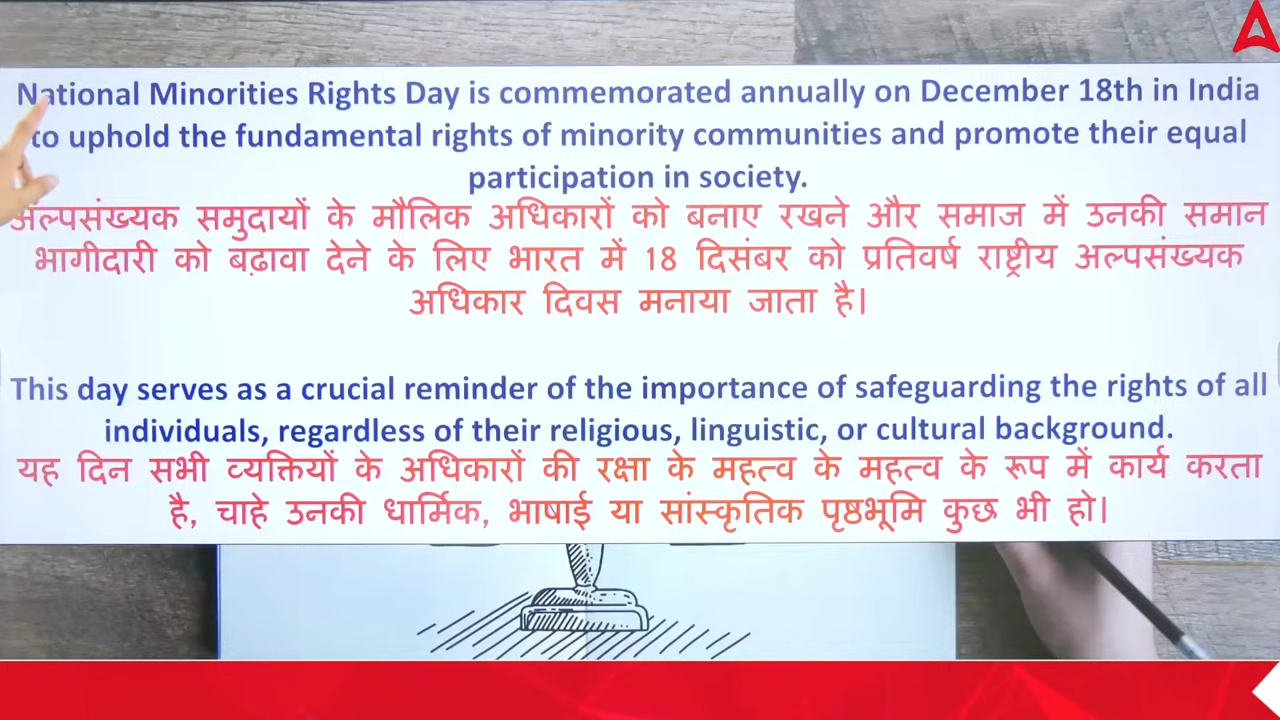 National Minorities Rights Day is commemorated annually on December 18th in India
to uphold the fundamental rights of minority communities and promote their equal
participation in society.
अल्पसंख्यक समुदायों के मौलिक अधिकारों को बनाए रखने और समाज में उनकी समान
भागीदारी को बढ़ावा देने के लिए भारत में 18 दिसंबर को प्रतिवर्ष राष्ट्रीय अल्पसंख्यक
अधिकार दिवस मनाया जाता है।
This day serves as a crucial reminder of the importance of safeguarding the rights of all
individuals, regardless of their religious, linguistic, or cultural background.
यह दिन सभी व्यक्तियों के अधिकारों की रक्षा के महत्व के महत्व के रूप में कार्य करता
है, चाहे उनकी धार्मिक, भाषाई या सांस्कृतिक पृष्ठभूमि कुछ भी हो।